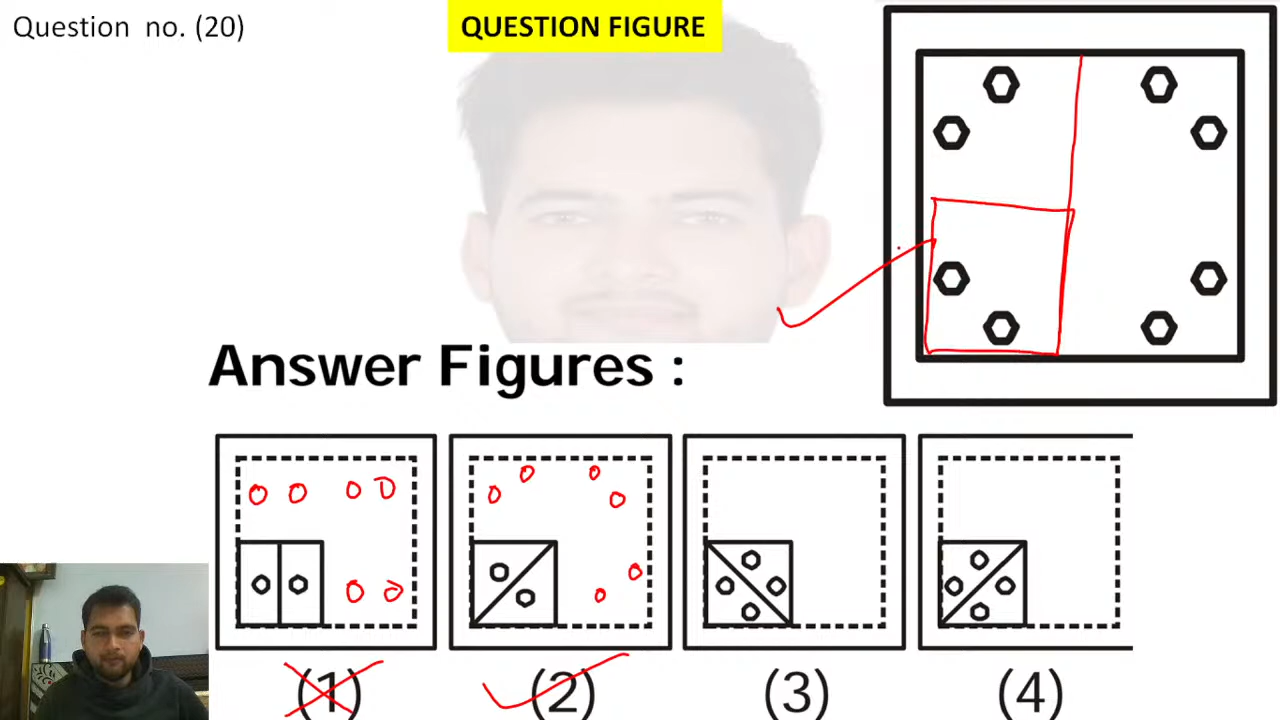 Question no. (20)
QUESTION FIGURE
Answer Figures :
(1)
(2)
(3)
(4)